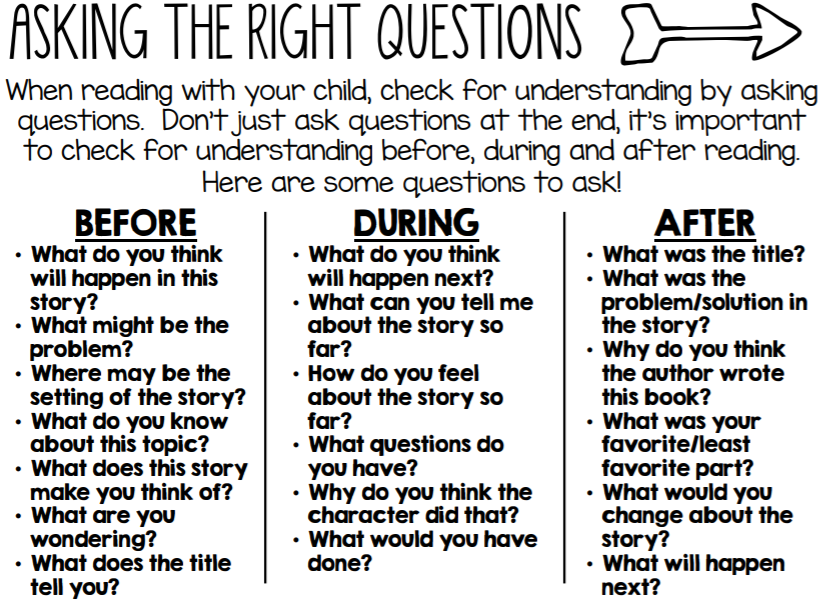 ASKING THE RIGHT QUESTIONS
When reading with your child, check for understanding by asking
questions. Don't just ask questions at the end, it's important
to check for understanding before, during and after reading.
Here are some questions to ask!
BEFORE
• What do you think
will happen in this
story?
• What might be the
problem?
• Where may be the
setting of the story?
• What do you know
about this topic?
• What does this story
make you think of?
• What are you
wondering?
• What does the title
tell you?
DURING
• What do you think
will happen next?
• What can you tell me
about the story so
far?
• How do you feel
about the story so
far?
• What questions do
you have?
• Why do you think the
character did that?
• What would you have
done?
AFTER
• What was the title?
• What was the
problem/solution in
the story?
• Why do you think
the author wrote
this book?
• What was your
favorite/least
favorite part?
• What would you
change about the
story?
• What will happen
next?